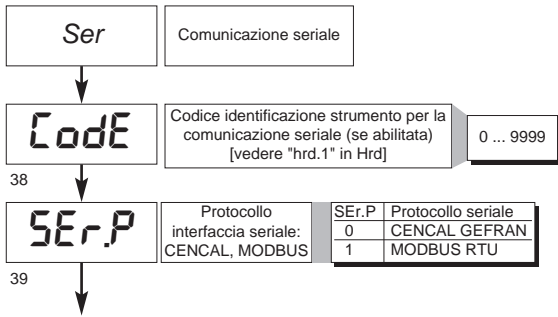 Ser
Comunicazione seriale
CodE
Codice identificazione strumento per la
comunicazione seriale (se abilitata)
[vedere "hrd.1" in Hrd]
0 ... 9999
38
SEr.P
Protocollo
interfaccia seriale:
CENCAL, MODBUS
SEr.P Protocollo seriale
0 CENCAL GEFRAN
1 MODBUS RTU
39